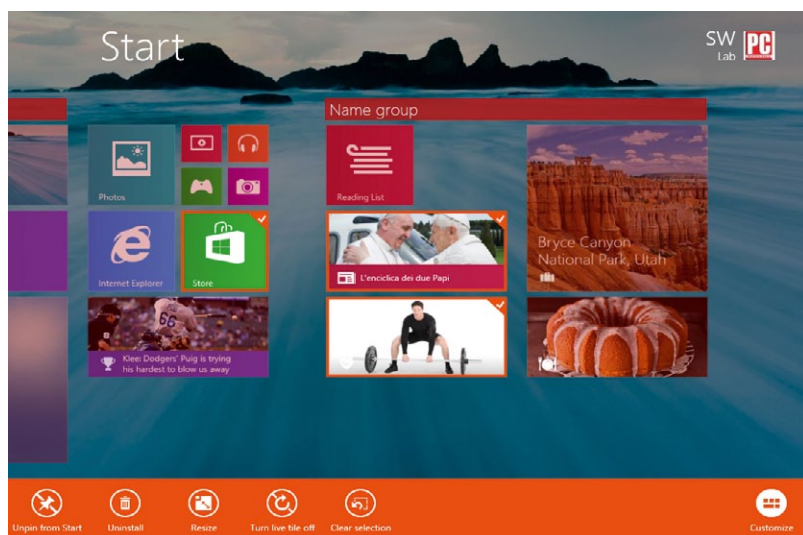 Start
SW
Lab
PC
Name group
Photos
Reading List
Internet Explorer
Store
L'enciclica dei due Papi
Bryce Canyon
National Park, Utah
66
Klee: Dodgers' Puig is trying
his hardest to blow us away
Unpin from Start
Uninstall
Resize
Turn live tile off
Clear selection
Customize